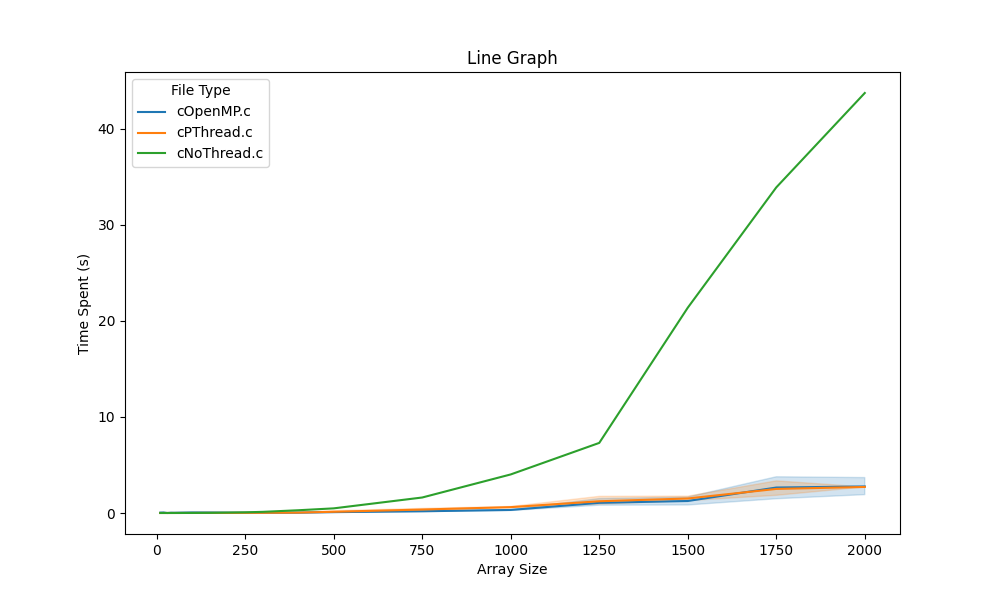 Line Graph
File Type
cOpenMP.c
cPThread.c
cNoThread.c
Time Spent (s)
40
30
20
10
0
0 250 500 750 1000 1250 1500 1750 2000
Array Size